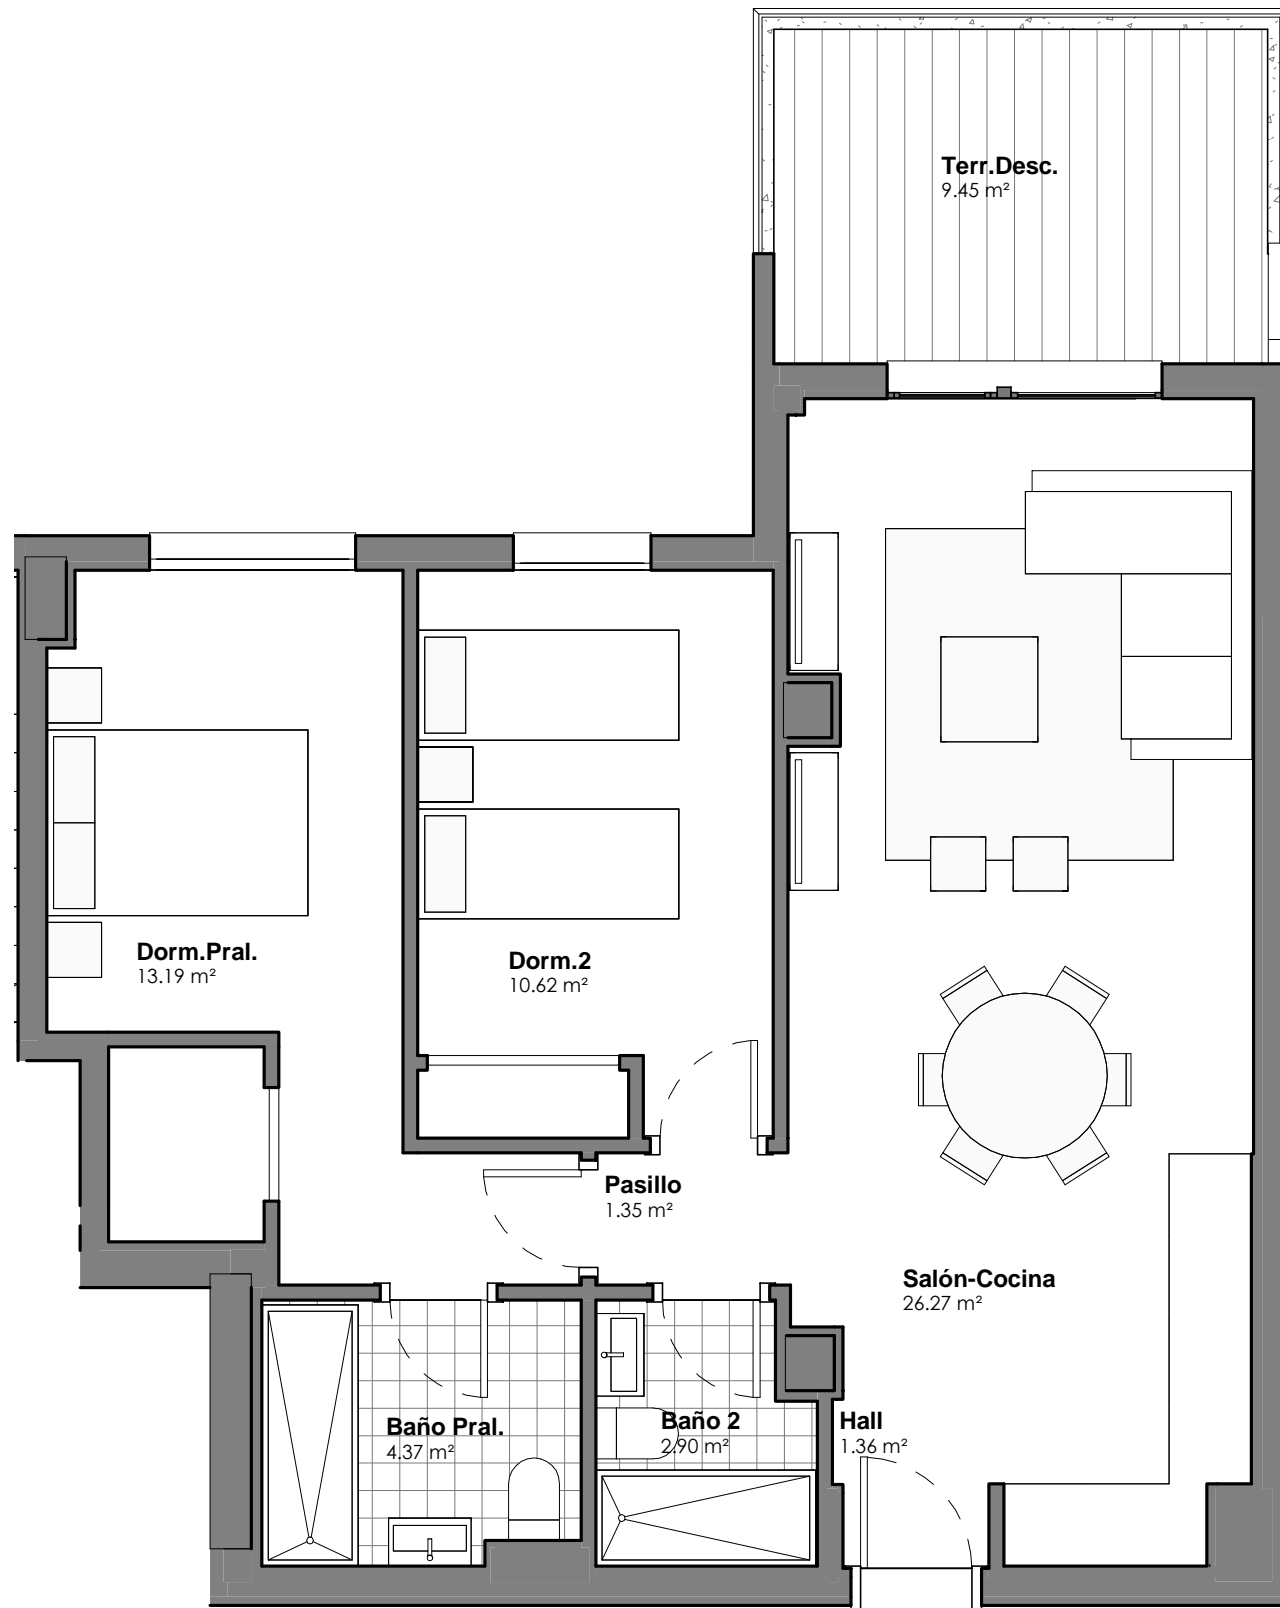 Terr.Desc.
9.45 m²
Dorm.Pral.
13.19 m²
Dorm.2
10.62 m²
Pasillo
1.35 m²
Salón-Cocina
26.27 m²
Baño Pral.
4.37 m²
Baño 2
2.90 m²
Hall
1.36 m²